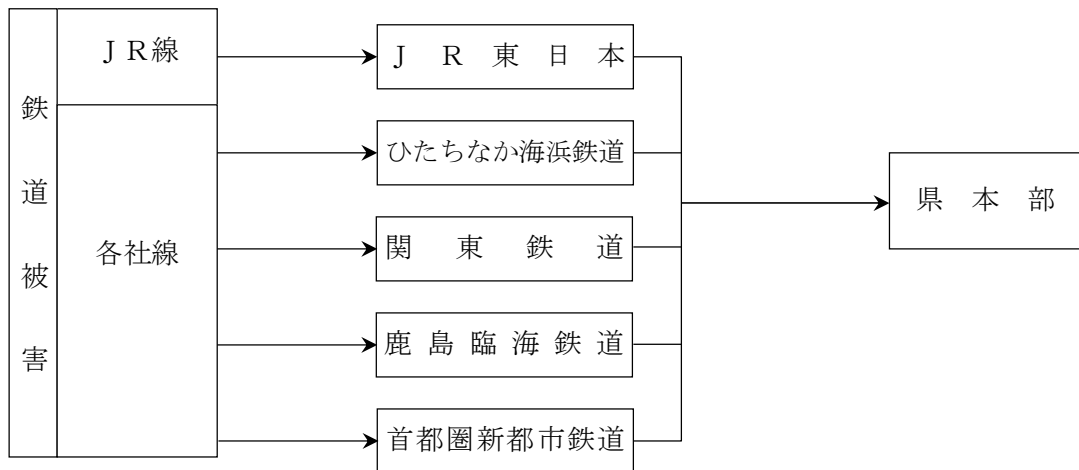 鉄道被害
JR線
各社線
JR東日本
ひたちなか海浜鉄道
関東鉄道
鹿島臨海鉄道
首都圏新都市鉄道
県本部